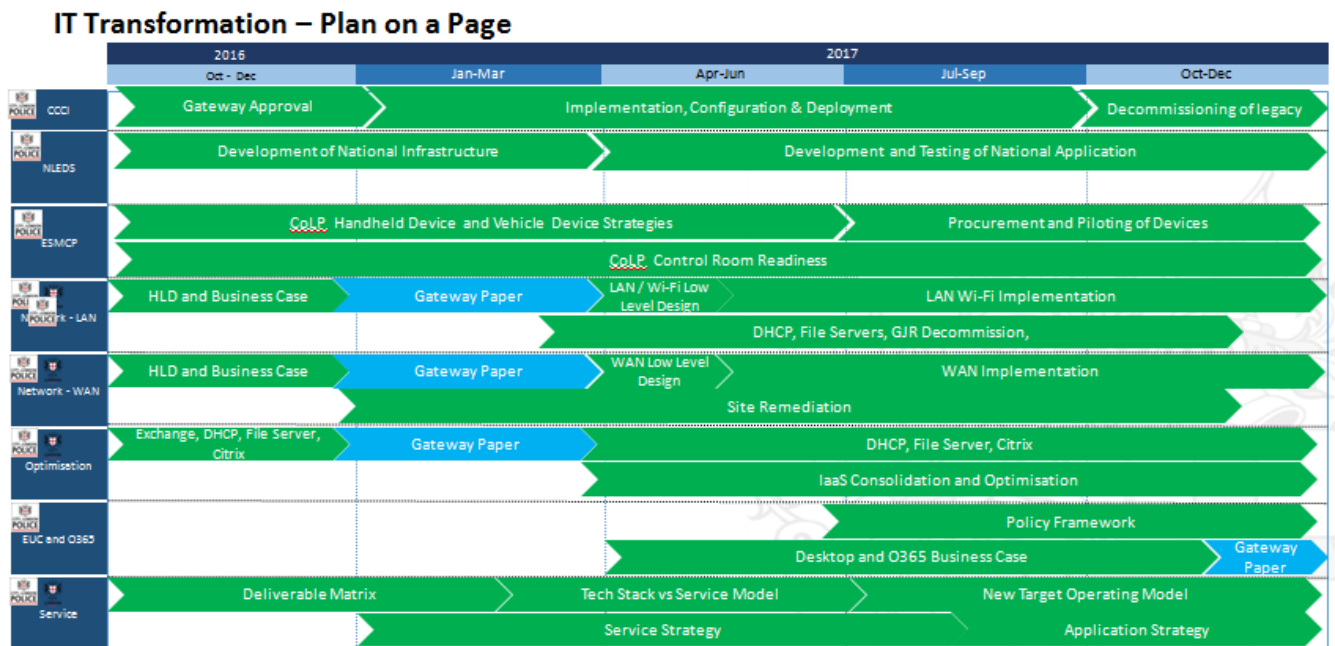 IT Transformation – Plan on a Page
2016
2017
Oct - Dec
Jan-Mar
Apr-Jun
Jul-Sep
Oct-Dec
POLICE
CCCI
Gateway Approval
Implementation, Configuration & Deployment
Decommissioning of legacy
POLICE
NLEDS
Development of National Infrastructure
Development and Testing of National Application
POLICE
ESMCP
CoLP Handheld Device and Vehicle Device Strategies
Procurement and Piloting of Devices
CoLP Control Room Readiness
POLICE
Network - LAN
HLD and Business Case
Gateway Paper
LAN / Wi-Fi Low
Level Design
LAN Wi-Fi Implementation
DHCP, File Servers, GJR Decommission,
POLICE
Network - WAN
HLD and Business Case
Gateway Paper
WAN Low Level
Design
WAN Implementation
Site Remediation
POLICE
Optimisation
Exchange, DHCP, File Server,
Citrix
Gateway Paper
DHCP, File Server, Citrix
IaaS Consolidation and Optimisation
POLICE
EUC and O365
Policy Framework
Desktop and O365 Business Case
Gateway
Paper
POLICE
Service
Deliverable Matrix
Tech Stack vs Service Model
New Target Operating Model
Service Strategy
Application Strategy